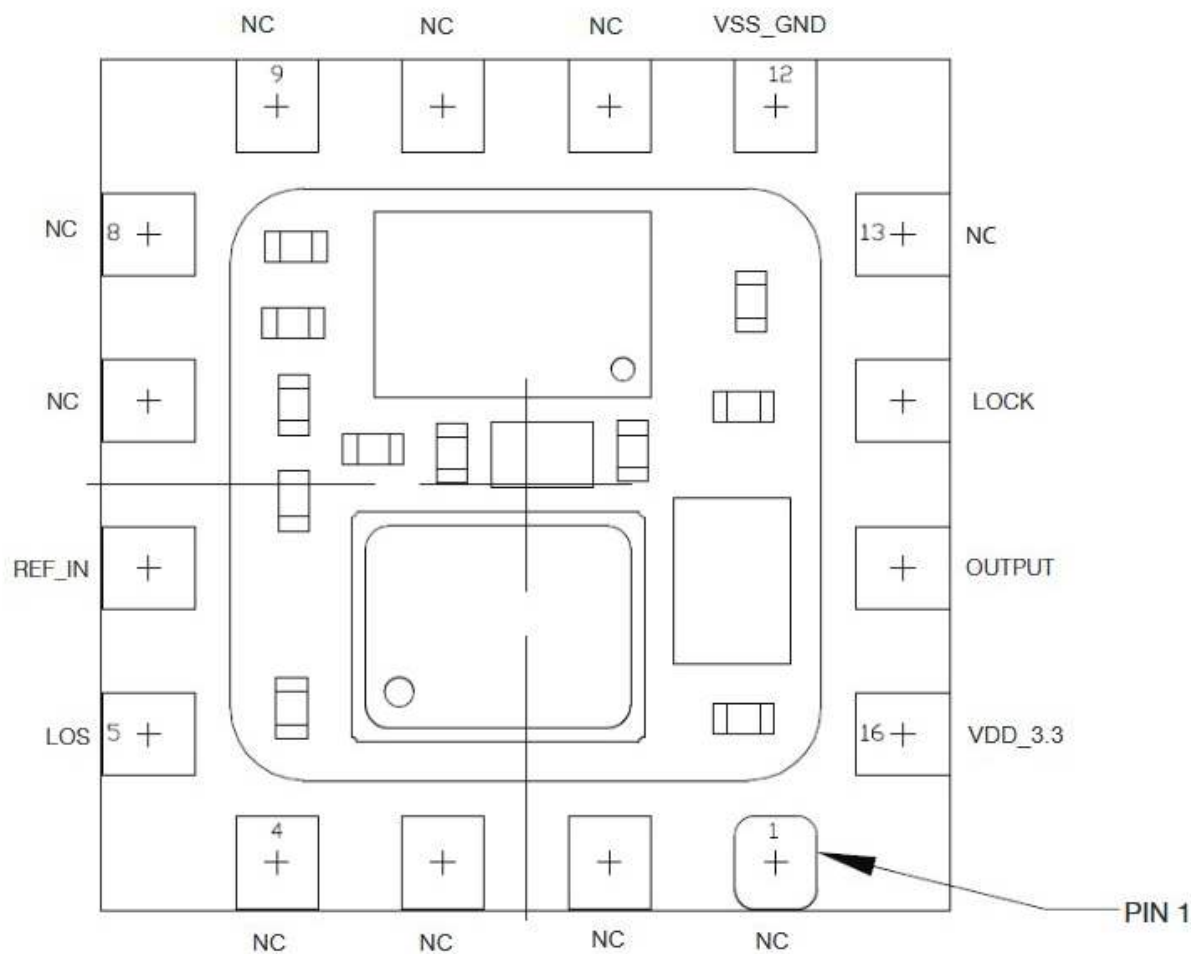 NC NC NC VSS_GND
9 12
NC 8 13 NC
NC LOCK
REF_IN OUTPUT
LOS 5 16 VDD_3.3
4 1
PIN 1
NC NC NC NC